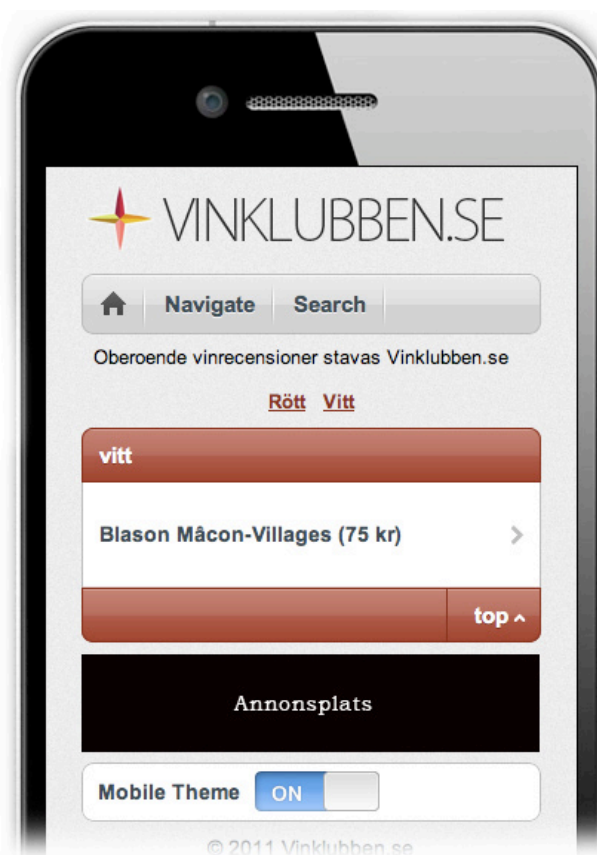 VINKLUBBEN.SE
Navigate Search
Oberoende vinrecensioner stavas Vinklubben.se
Rött Vitt
vitt
Blason Mâcon-Villages (75 kr)
top
Annonsplats
Mobile Theme ON
© 2011 Vinklubben.se